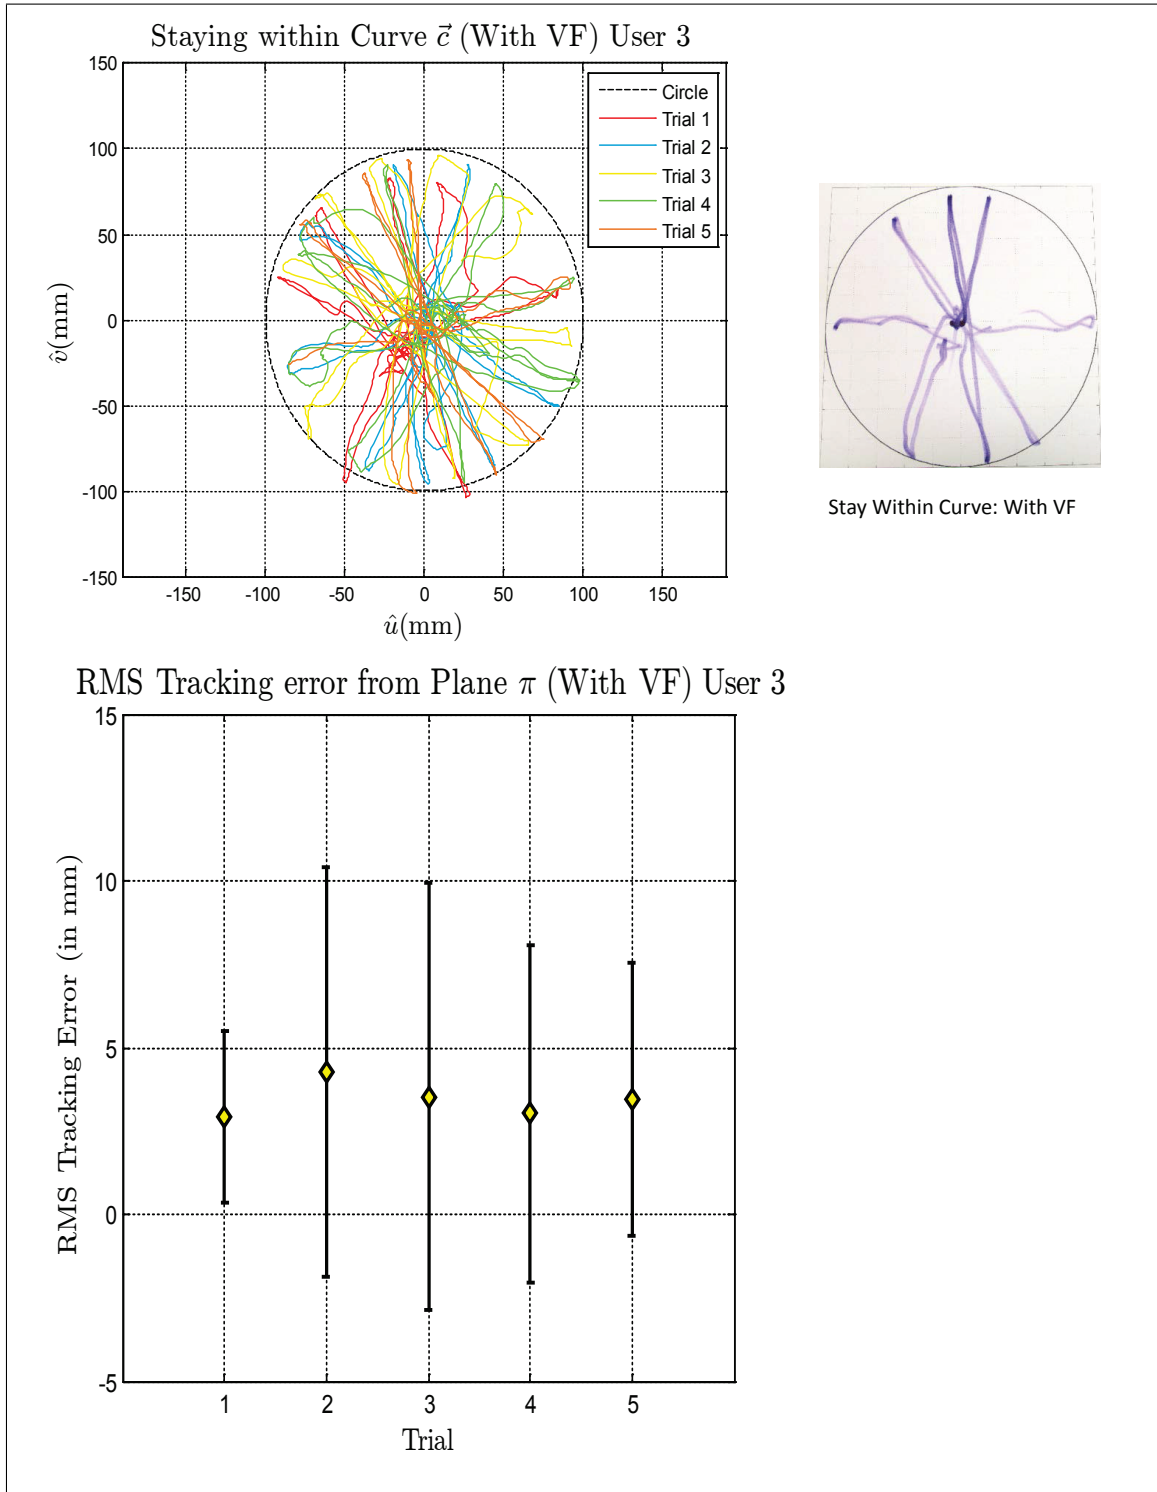 Staying within Curve c⃗ (With VF) User 3
150
100
50
0
-50
-100
-150
-150
-100
-50
0
50
100
150
v̂(mm)
û(mm)
Circle
Trial 1
Trial 2
Trial 3
Trial 4
Trial 5
Stay Within Curve: With VF
RMS Tracking error from Plane π (With VF) User 3
15
10
5
0
-5
1
2
3
4
5
RMS Tracking Error (in mm)
Trial